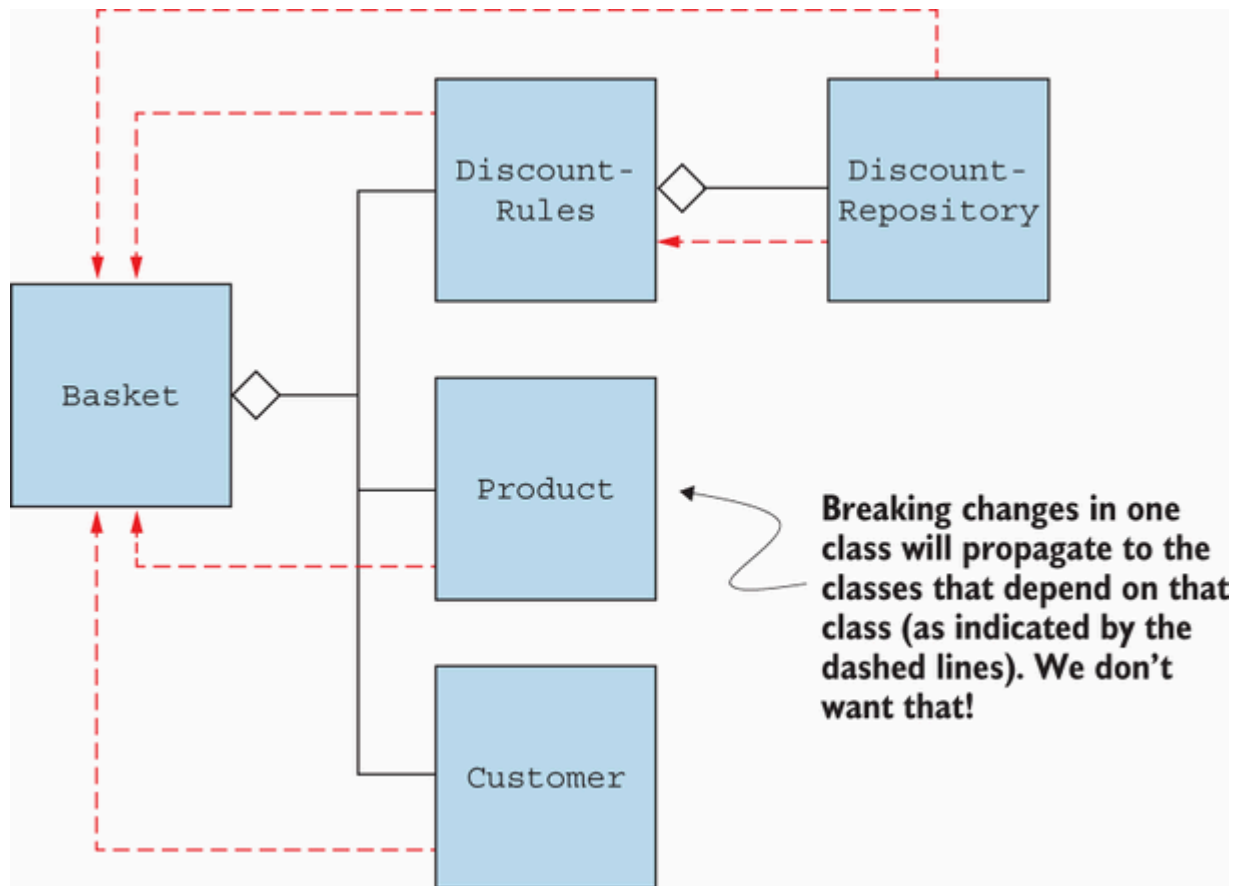 Discount-
Rules
Discount-
Repository
Basket
Product
Breaking changes in one
class will propagate to the
classes that depend on that
class (as indicated by the
dashed lines). We don’t
want that!
Customer